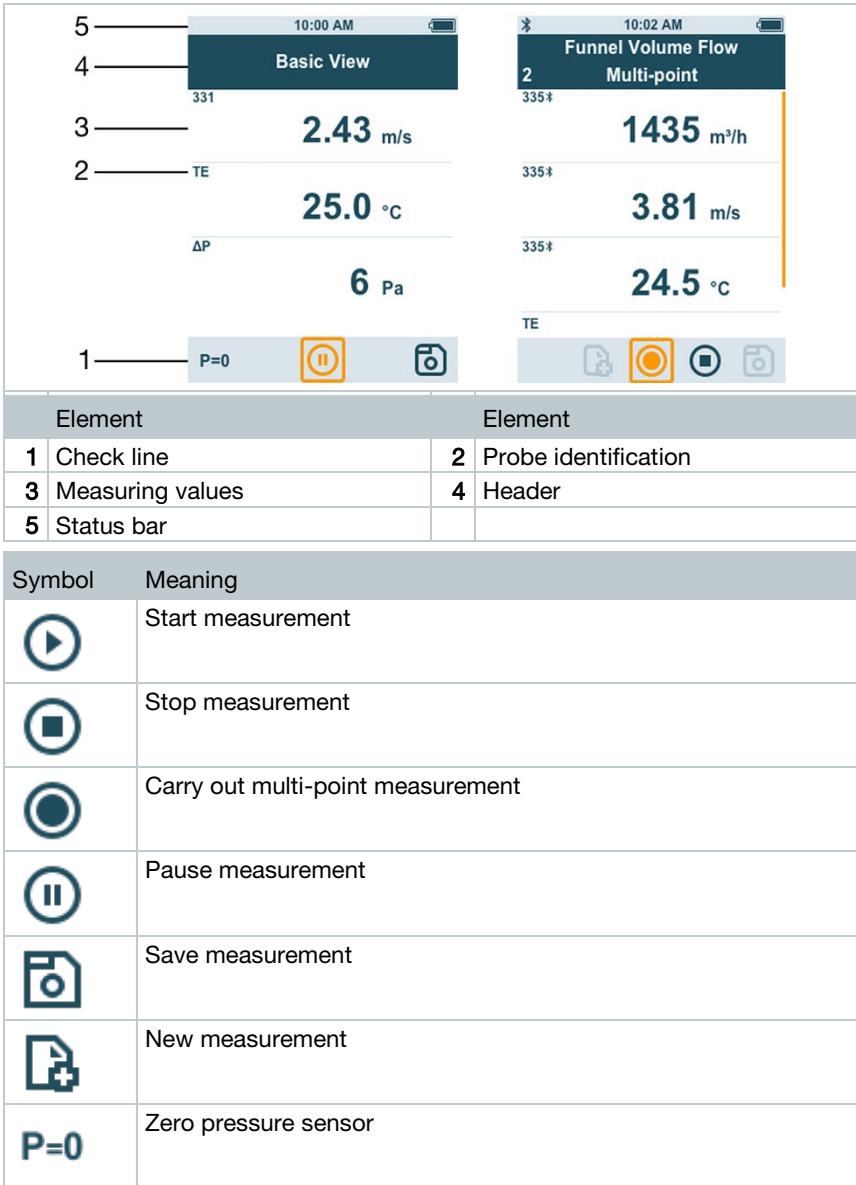 5
10:00 AM
4
Basic View
331
3
2.43 m/s
2
TE
25.0 °C
ΔP
6 Pa
1
P=0
10:02 AM
Funnel Volume Flow
2 Multi-point
335
1435 m³/h
335
3.81 m/s
335
24.5 °C
TE
Element Element
1 Check line 2 Probe identification
3 Measuring values 4 Header
5 Status bar
Symbol Meaning
Start measurement
Stop measurement
Carry out multi-point measurement
Pause measurement
Save measurement
New measurement
P=0 Zero pressure sensor